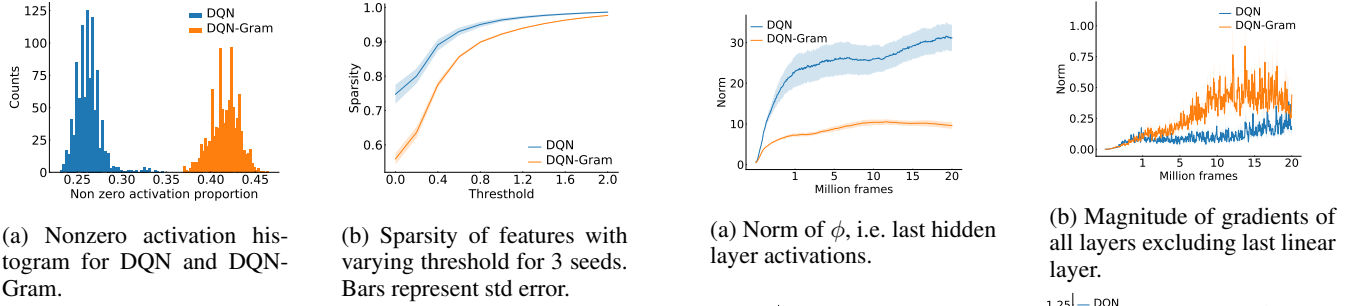 125
100
75
50
25
0
Counts
DQN
DQN-Gram
0.25
0.30
0.35
0.40
0.45
Non zero activation proportion
(a) Nonzero activation his-
togram for DQN and DQN-
Gram.
1.0
0.9
0.8
0.7
0.6
Sparsity
DQN
DQN-Gram
0.0
0.4
0.8
1.2
1.6
2.0
Threshold
(b) Sparsity of features with
varying threshold for 3 seeds.
Bars represent std error.
DQN
DQN-Gram
30
20
10
0
Norm
1
5
10
15
20
Million frames
(a) Norm of ϕ, i.e. last hidden
layer activations.
1.00
0.75
0.50
0.25
0.00
Norm
DQN
DQN-Gram
1
5
10
15
20
Million frames
(b) Magnitude of gradients of
all layers excluding last linear
layer.
1.25
DQN